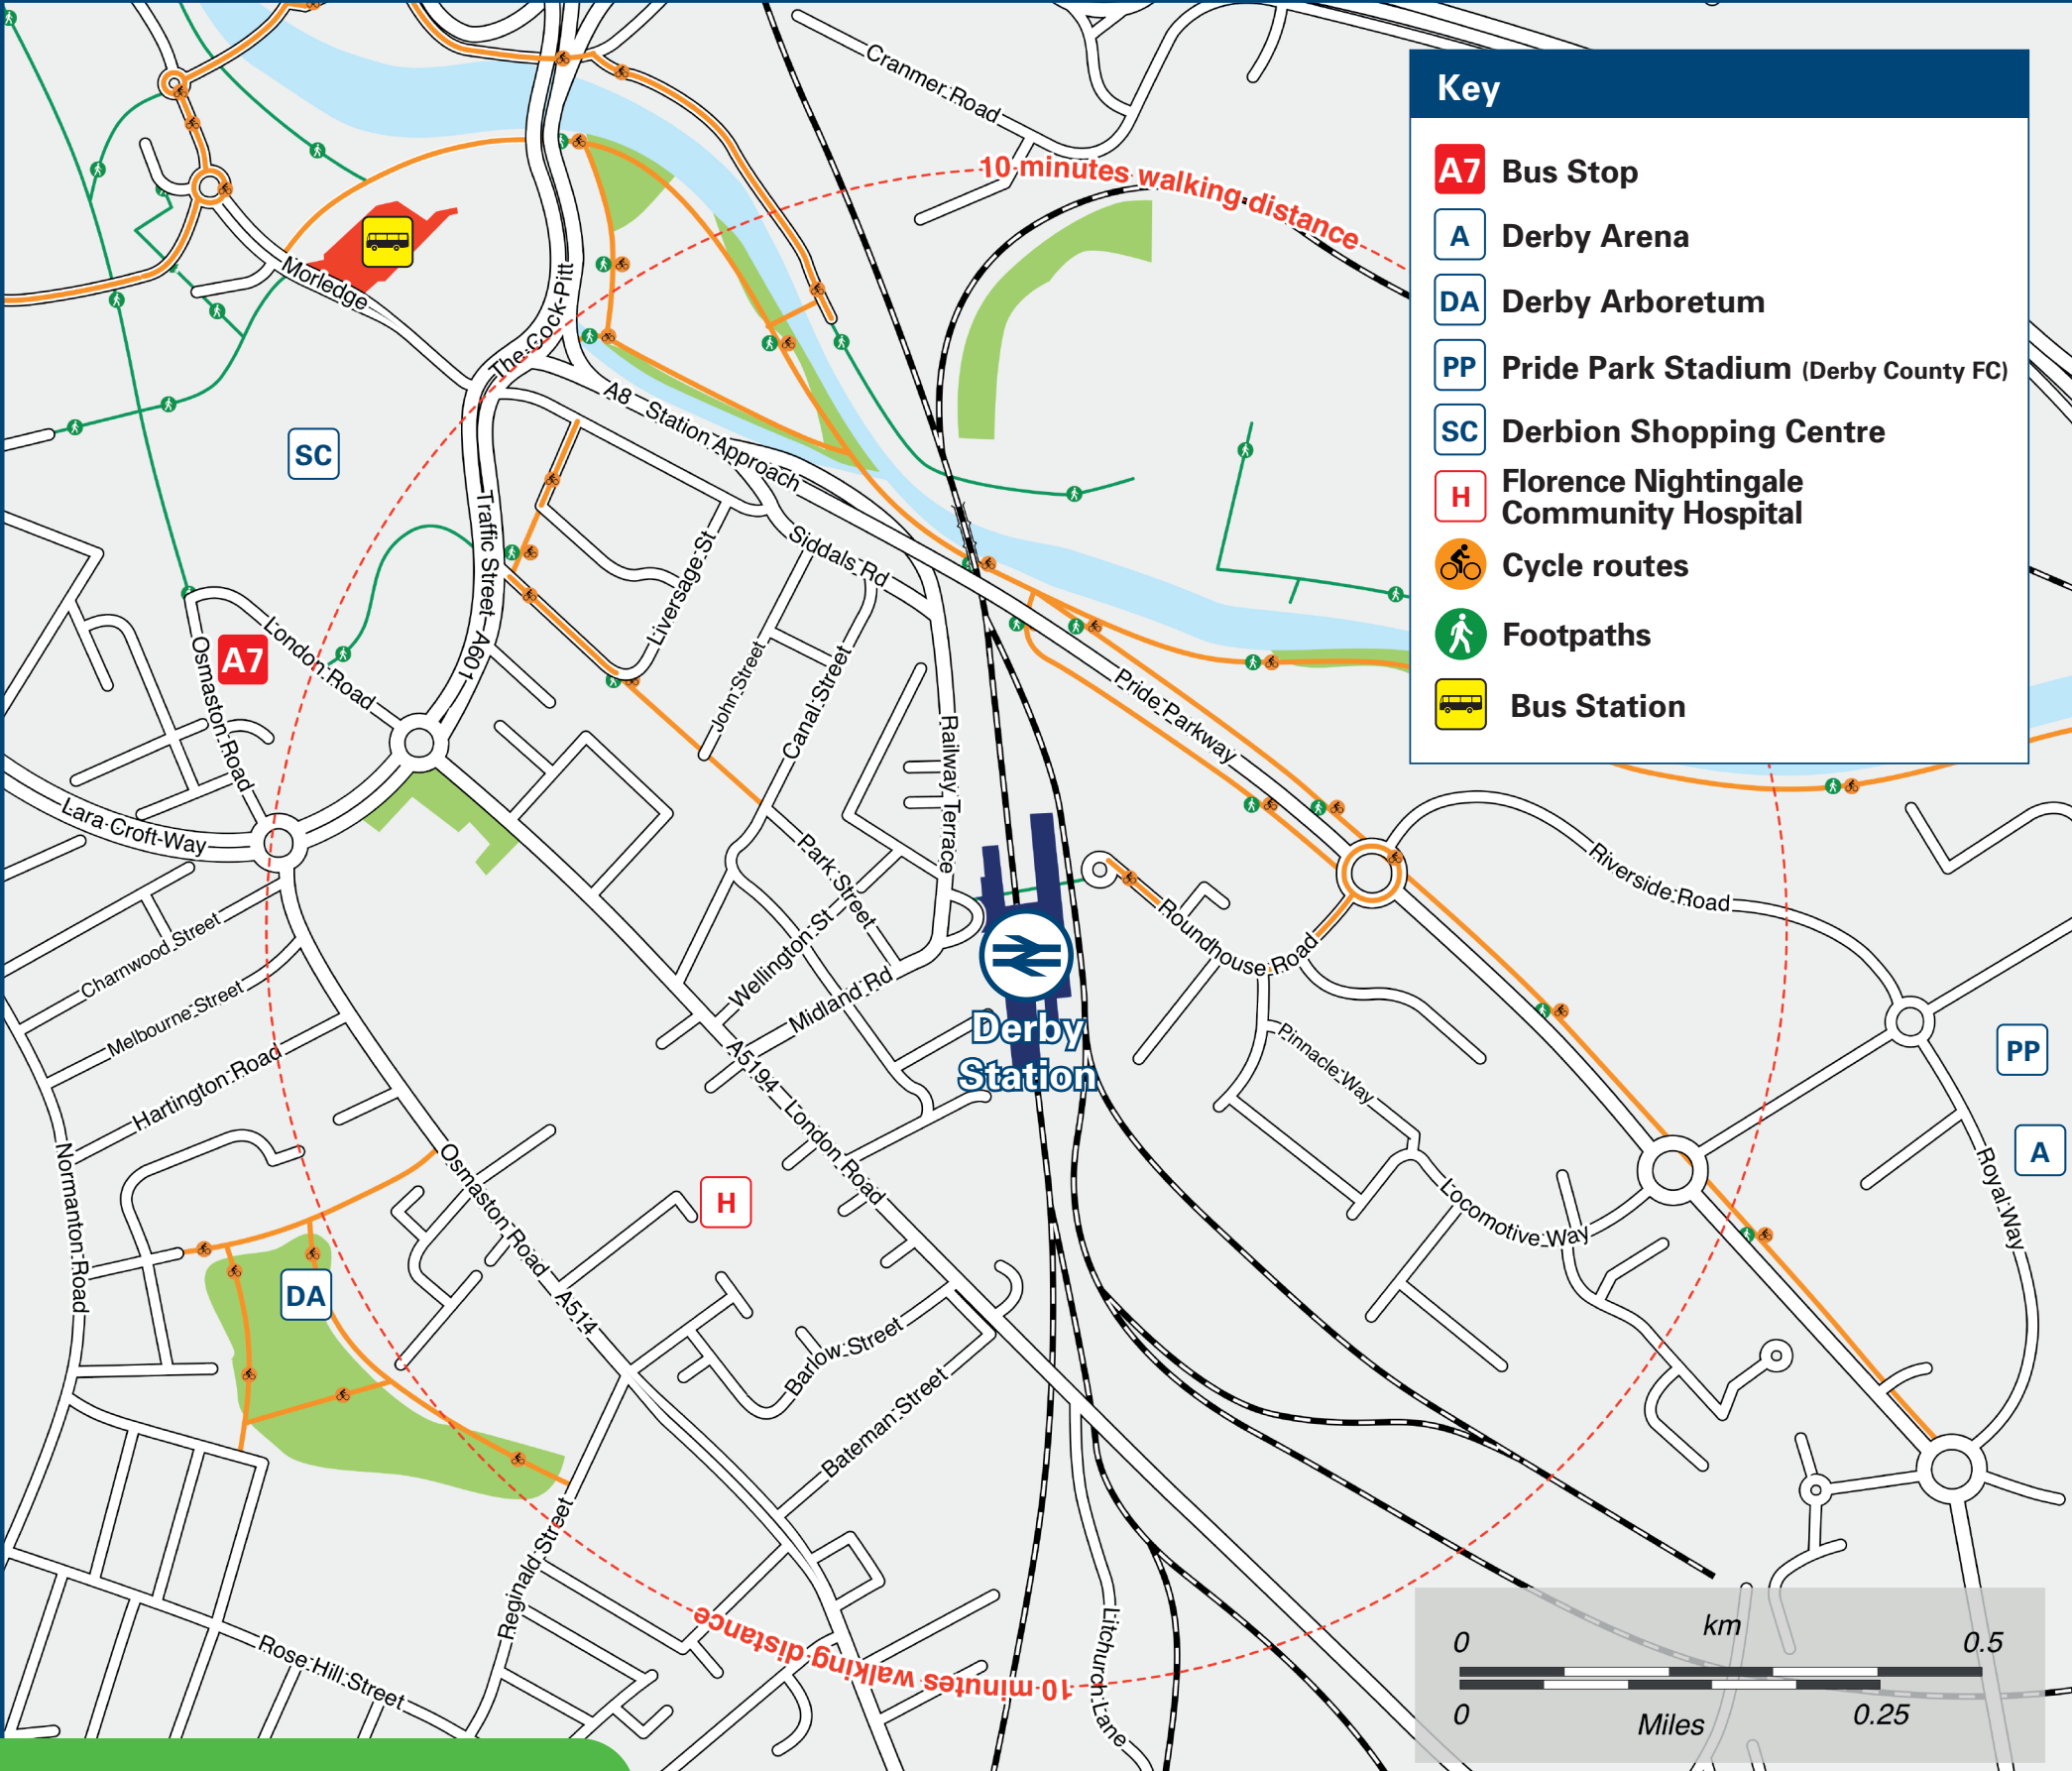 Cranmer Road
Key
A7 Bus Stop
A Derby Arena
DA Derby Arboretum
PP Pride Park Stadium (Derby County FC)
SC Derbion Shopping Centre
H Florence Nightingale
Community Hospital
Cycle routes
Footpaths
Bus Station
10 minutes walking distance
Morledge
The Cock-Pitt
A8 Station Approach
SC
Traffic Street A601
Siddals Rd
Liversage St
London Road
A7
Osmaston Road
John Street
Canal Street
Railway Terrace
Pride Parkway
Lara Croft Way
Park Street
Riverside Road
Charnwood Street
Wellington St
Roundhouse Road
Melbourne Street
Midland Rd
Derby
Station
Hartington Road
Pinnacle Way
PP
A5194 London Road
A
Normanton Road
Osmaston Road A514
H
Locomotive Way
Royal Way
DA
Barlow Street
Bateman Street
Reginald Street
10 minutes walking distance
Litchurch Lane
Rose Hill Street
km
0 0.5
0 0.25
Miles